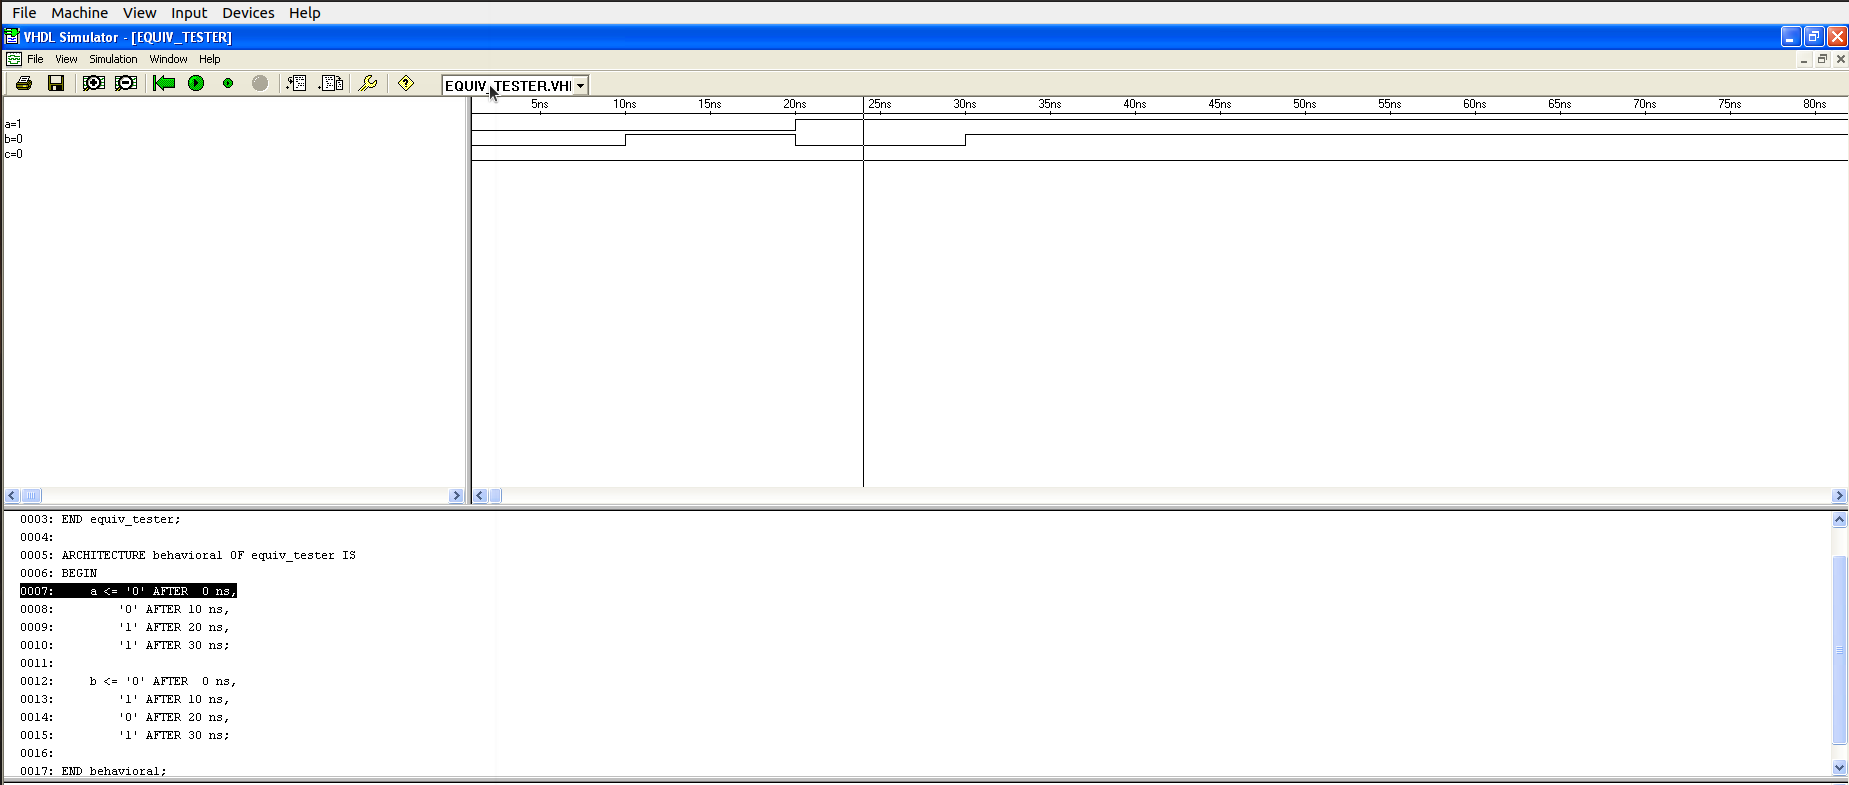 File Machine View Input Devices Help
VHDL Simulator - [EQUIV_TESTER]
File View Simulation Window Help
EQUIV_TESTER.VHI
5ns 10ns 15ns 20ns 25ns 30ns 35ns 40ns 45ns 50ns 55ns 60ns 65ns 70ns 75ns 80ns
a=1
b=0
c=0
0003: END equiv_tester;
0004:
0005: ARCHITECTURE behavioral OF equiv_tester IS
0006: BEGIN
0007: a <= '0' AFTER 0 ns,
0008: '0' AFTER 10 ns,
0009: '1' AFTER 20 ns,
0010: '1' AFTER 30 ns;
0011:
0012: b <= '0' AFTER 0 ns,
0013: '1' AFTER 10 ns,
0014: '0' AFTER 20 ns,
0015: '1' AFTER 30 ns;
0016:
0017: END behavioral;